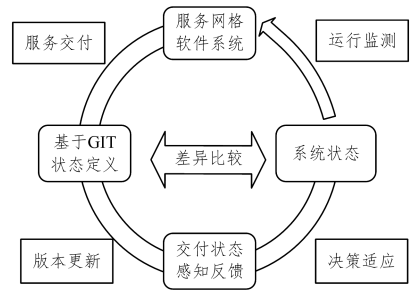 服务网格
软件系统
服务交付
运行监测
基于GIT
状态定义
差异比较
系统状态
版本更新
交付状态
感知反馈
决策适应